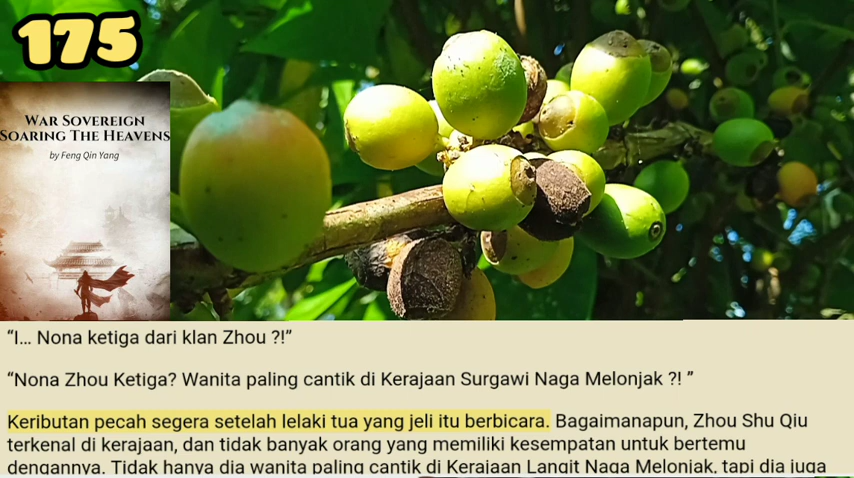 175
WAR SOVEREIGN
SOARING THE HEAVENS
by Feng Qin Yang
“I... Nona ketiga dari klan Zhou ?!”
“Nona Zhou Ketiga? Wanita paling cantik di Kerajaan Surgawi Naga Melonjak ?! ”
Keributan pecah segera setelah lelaki tua yang jeli itu berbicara. Bagaimanapun, Zhou Shu Qiu
terkenal di kerajaan, dan tidak banyak orang yang memiliki kesempatan untuk bertemu
dengannya. Tidak hanya dia wanita paling cantik di Kerajaan Langit Naga Melonjak, tapi dia juga